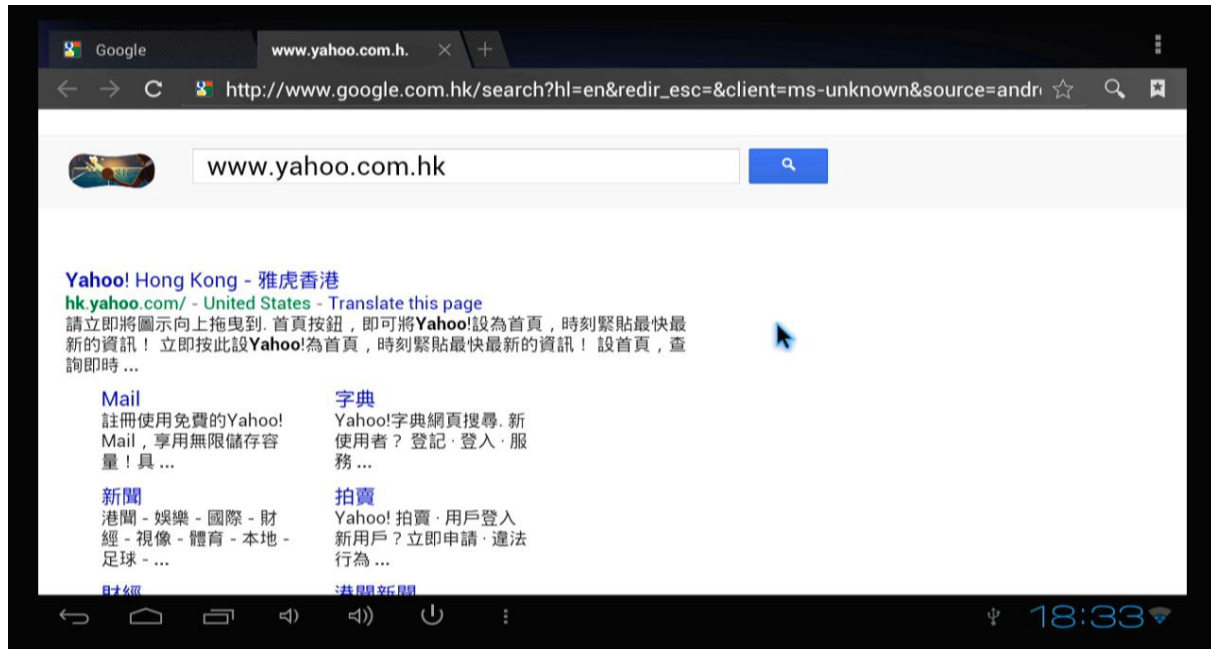 Google
www.yahoo.com.h.
http://www.google.com.hk/search?hl=en&redir_esc=&client=ms-unknown&source=andr
www.yahoo.com.hk
Yahoo! Hong Kong - 雅虎香港
hk.yahoo.com/ - United States - Translate this page
請立即將圖示向上拖曳到. 首頁按鈕，即可將Yahoo!設為首頁，時刻緊貼最快最
新的資訊！ 立即按此設Yahoo!為首頁，時刻緊貼最快最新的資訊！ 設首頁，查
詢即時 ...
Mail
註冊使用免費的Yahoo!
Mail，享用無限儲存容
量！具 ...
字典
Yahoo!字典網頁搜尋. 新
使用者？ 登記 · 登入 · 服
務 ...
新聞
港聞 - 娛樂 - 國際 - 財
經 - 視像 - 體育 - 本地 -
足球 - ...
拍賣
Yahoo! 拍賣 · 用戶登入
新用戶？立即申請 · 違法
行為 ...
財經
港聞新聞
18:33